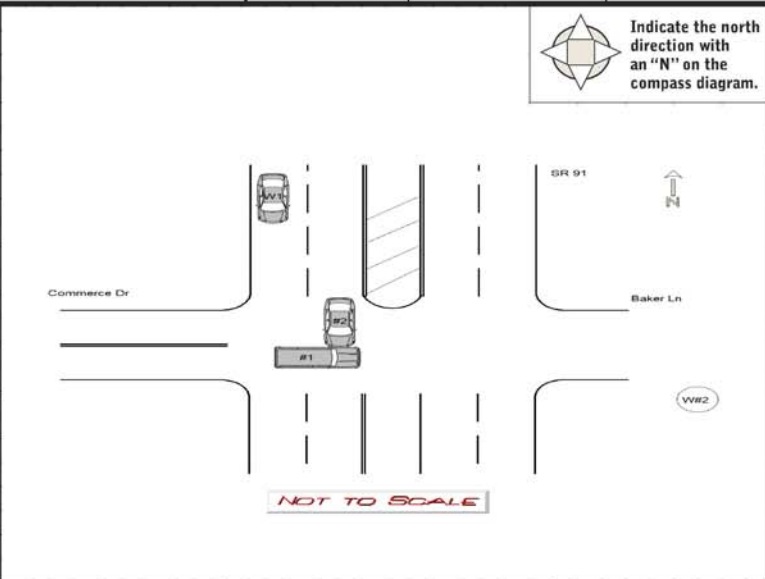 Indicate the north
direction with
an "N" on the
compass diagram.
SR 91
W1
N
Commerce Dr
Baker Ln
#2
#1
W#2
NOT TO SCALE